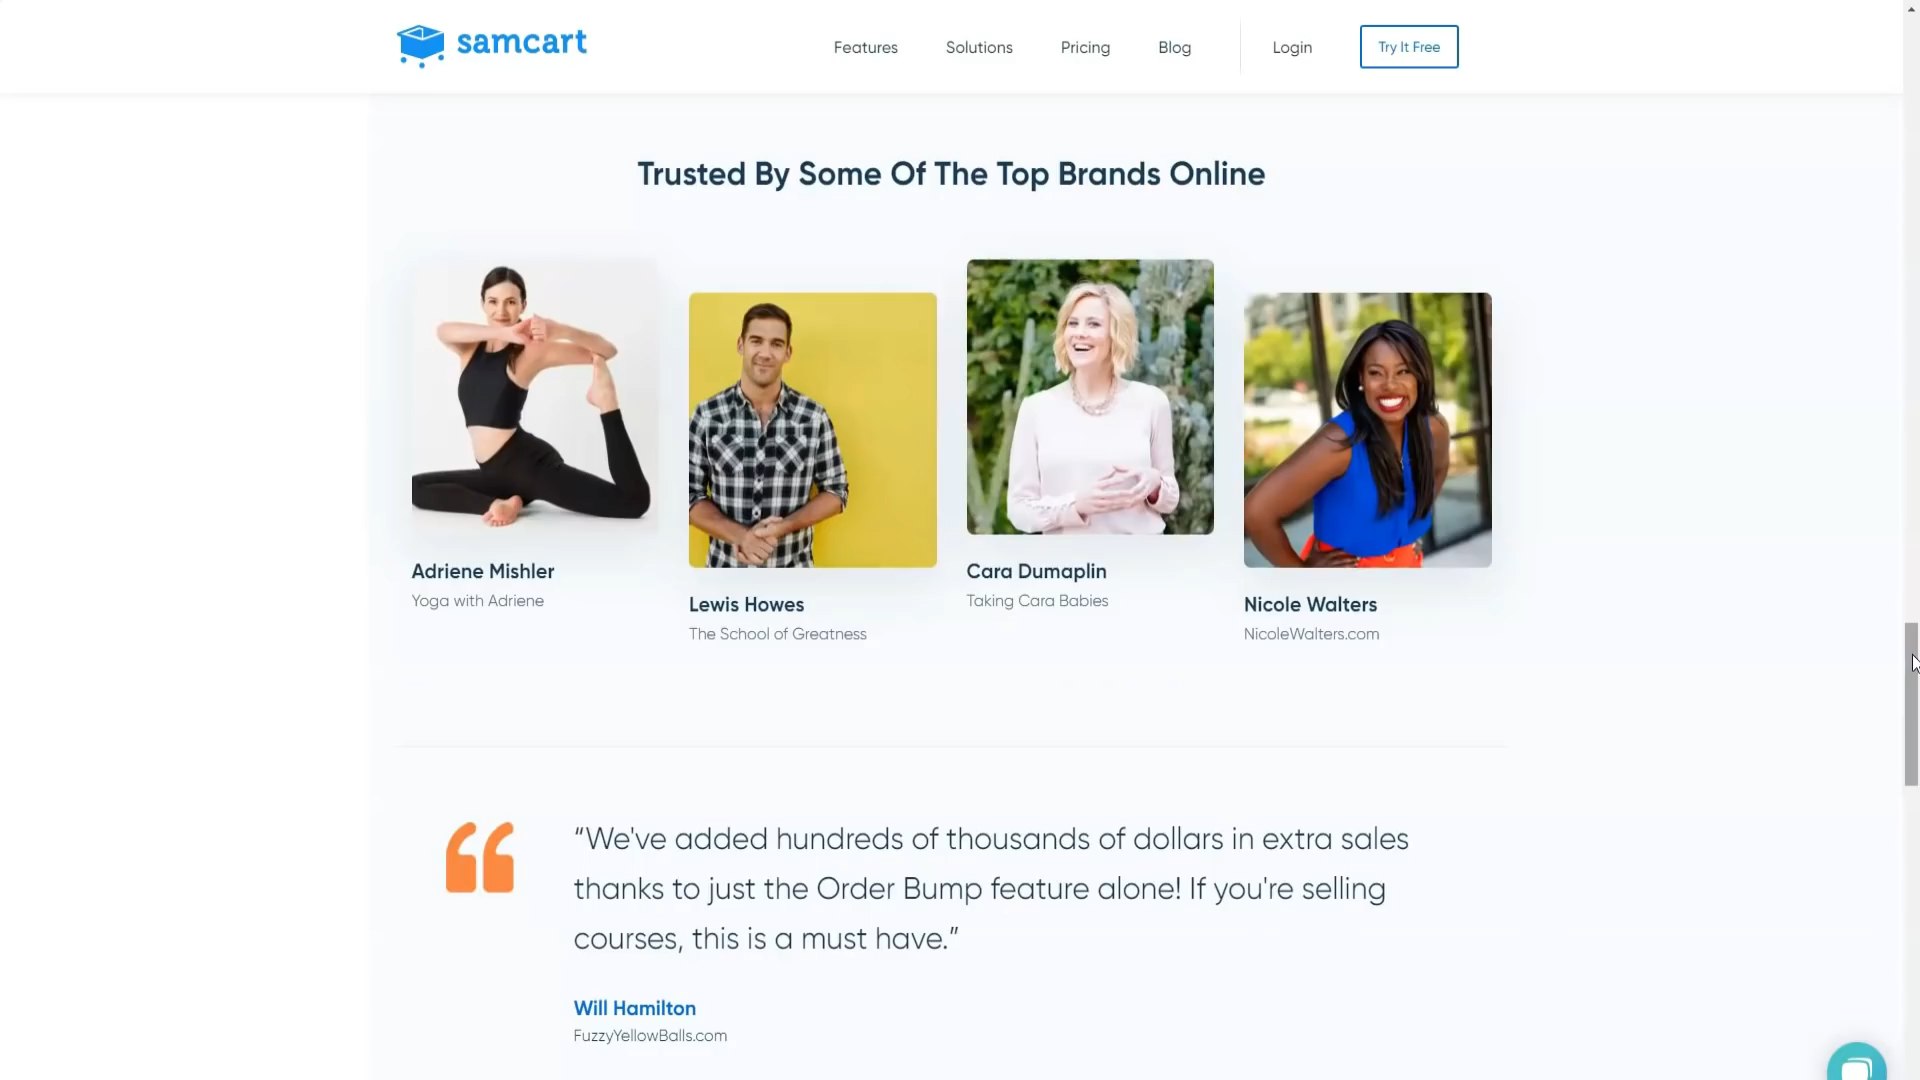 samcart
Features
Solutions
Pricing
Blog
Login
Try It Free
Trusted By Some Of The Top Brands Online
Adriene Mishler
Yoga with Adriene
Lewis Howes
The School of Greatness
Cara Dumaplin
Taking Cara Babies
Nicole Walters
NicoleWalters.com
“We've added hundreds of thousands of dollars in extra sales
thanks to just the Order Bump feature alone! If you're selling
courses, this is a must have.”
Will Hamilton
FuzzyYellowBalls.com